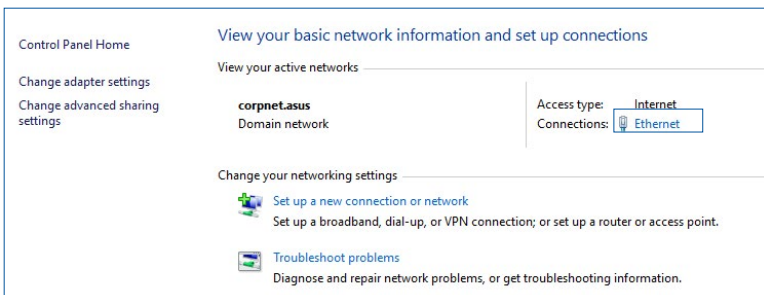 Control Panel Home
Change adapter settings
Change advanced sharing
settings
View your basic network information and set up connections
View your active networks
corpnet.asus
Domain network
Access type: Internet
Connections: Ethernet
Change your networking settings
Set up a new connection or network
Set up a broadband, dial-up, or VPN connection; or set up a router or access point.
Troubleshoot problems
Diagnose and repair network problems, or get troubleshooting information.